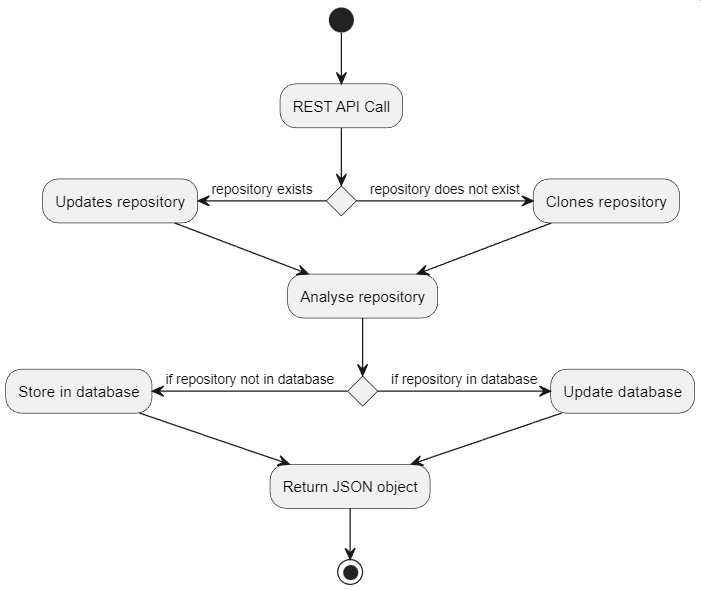 REST API Call
repository exists
repository does not exist
Updates repository
Clones repository
Analyse repository
if repository not in database
if repository in database
Store in database
Update database
Return JSON object